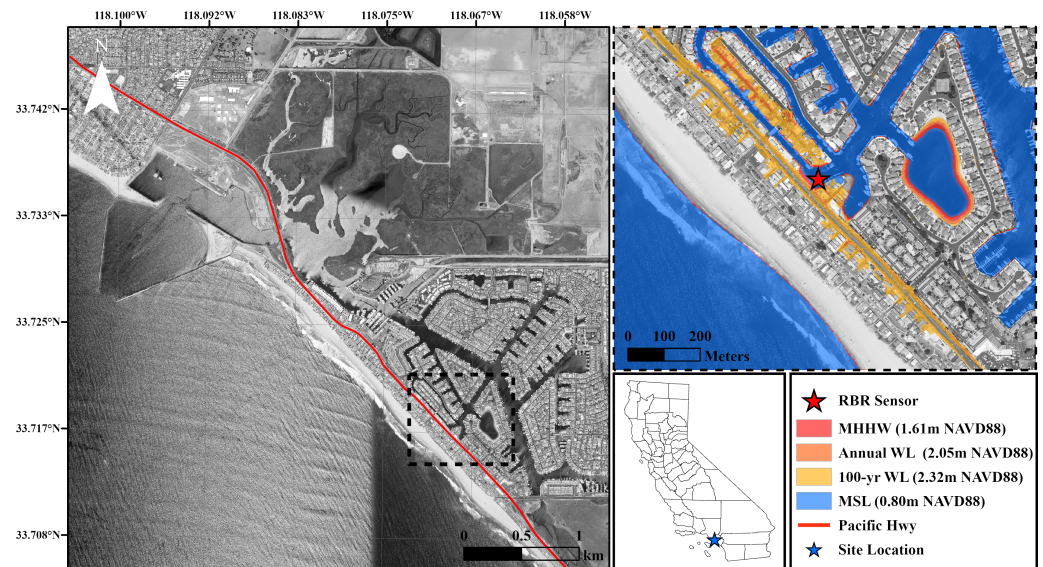 118.100°W 118.092°W 118.083°W 118.075°W 118.067°W 118.058°W
N
33.742°N
33.733°N
33.725°N
33.717°N
33.708°N
0 0.5 1
km
0 100 200
Meters
RBR Sensor
MHHW (1.61m NAVD88)
Annual WL (2.05m NAVD88)
100-yr WL (2.32m NAVD88)
MSL (0.80m NAVD88)
Pacific Hwy
Site Location